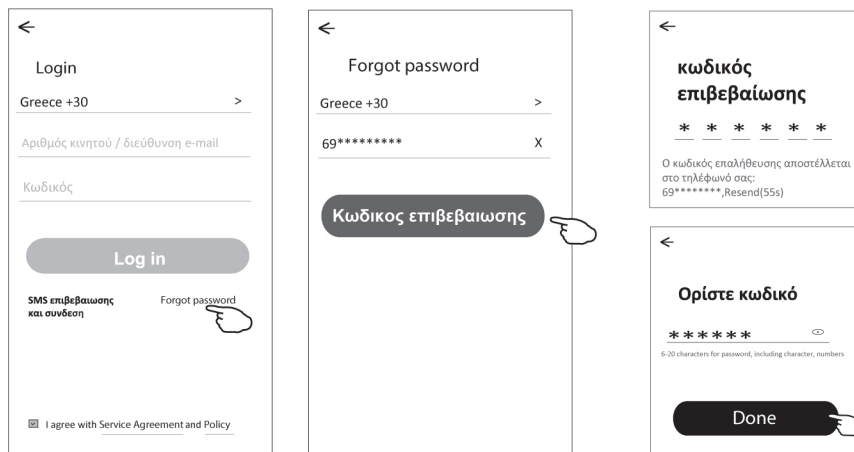 Login
Greece +30 >
Αριθμός κινητού / διεύθυνση e-mail
Κωδικός
Log in
SMS επιβεβαιωσης
και συνδεση
Forgot password
I agree with Service Agreement and Policy
Forgot password
Greece +30 >
69********* X
Κωδικος επιβεβαιωσης
κωδικός
επιβεβαίωσης
* * * * * *
Ο κωδικός επαλήθευσης αποστέλλεται
στο τηλέφωνό σας:
69********,Resend(55s)
Ορίστε κωδικό
******
6-20 characters for password, including character, numbers
Done